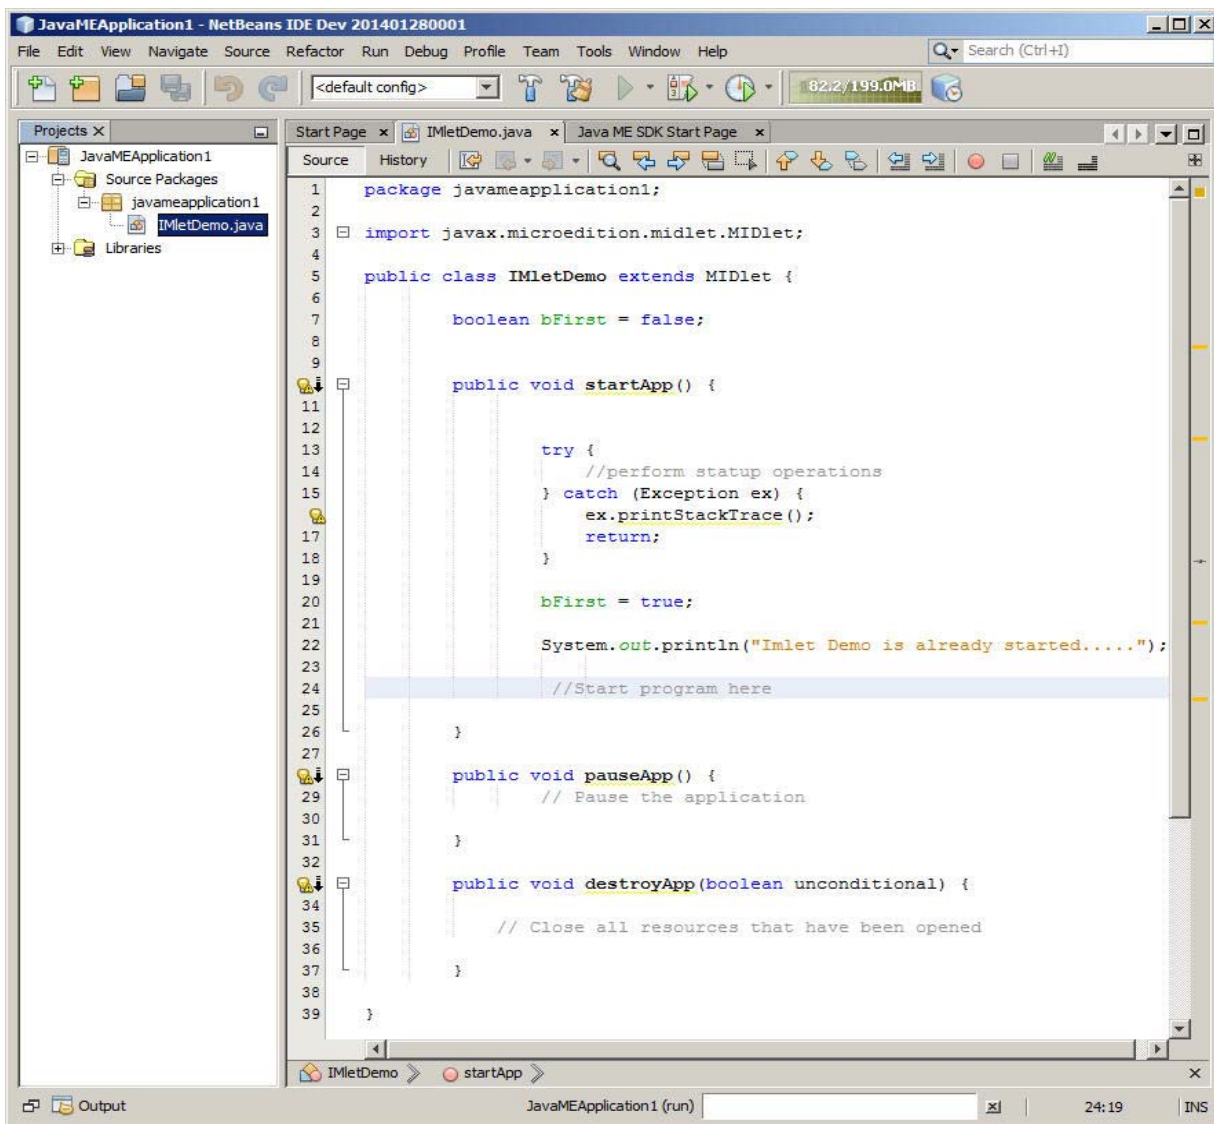 JavaMEApplication1 - NetBeans IDE Dev 201401280001
File Edit View Navigate Source Refactor Run Debug Profile Team Tools Window Help Search (Ctrl+I)
<default config> 82.2/199.0MB
Projects
Start Page IMletDemo.java Java ME SDK Start Page
JavaMEApplication1
Source Packages
javameapplication1
IMletDemo.java
Libraries
Source History
1 package javameapplication1;
2
3 import javax.microedition.midlet.MIDlet;
4
5 public class IMletDemo extends MIDlet {
6
7 boolean bFirst = false;
8
9
public void startApp() {
11
12
13 try {
14 //perform statup operations
15 } catch (Exception ex) {
ex.printStackTrace();
17 return;
18 }
19
20 bFirst = true;
21
22 System.out.println("Imlet Demo is already started.....");
23
24 //Start program here
25
26 }
27
public void pauseApp() {
29 // Pause the application
30
31 }
32
public void destroyApp(boolean unconditional) {
34
35 // Close all resources that have been opened
36
37 }
38
39 }
IMletDemo startApp
Output JavaMEApplication1 (run) 24:19 INS